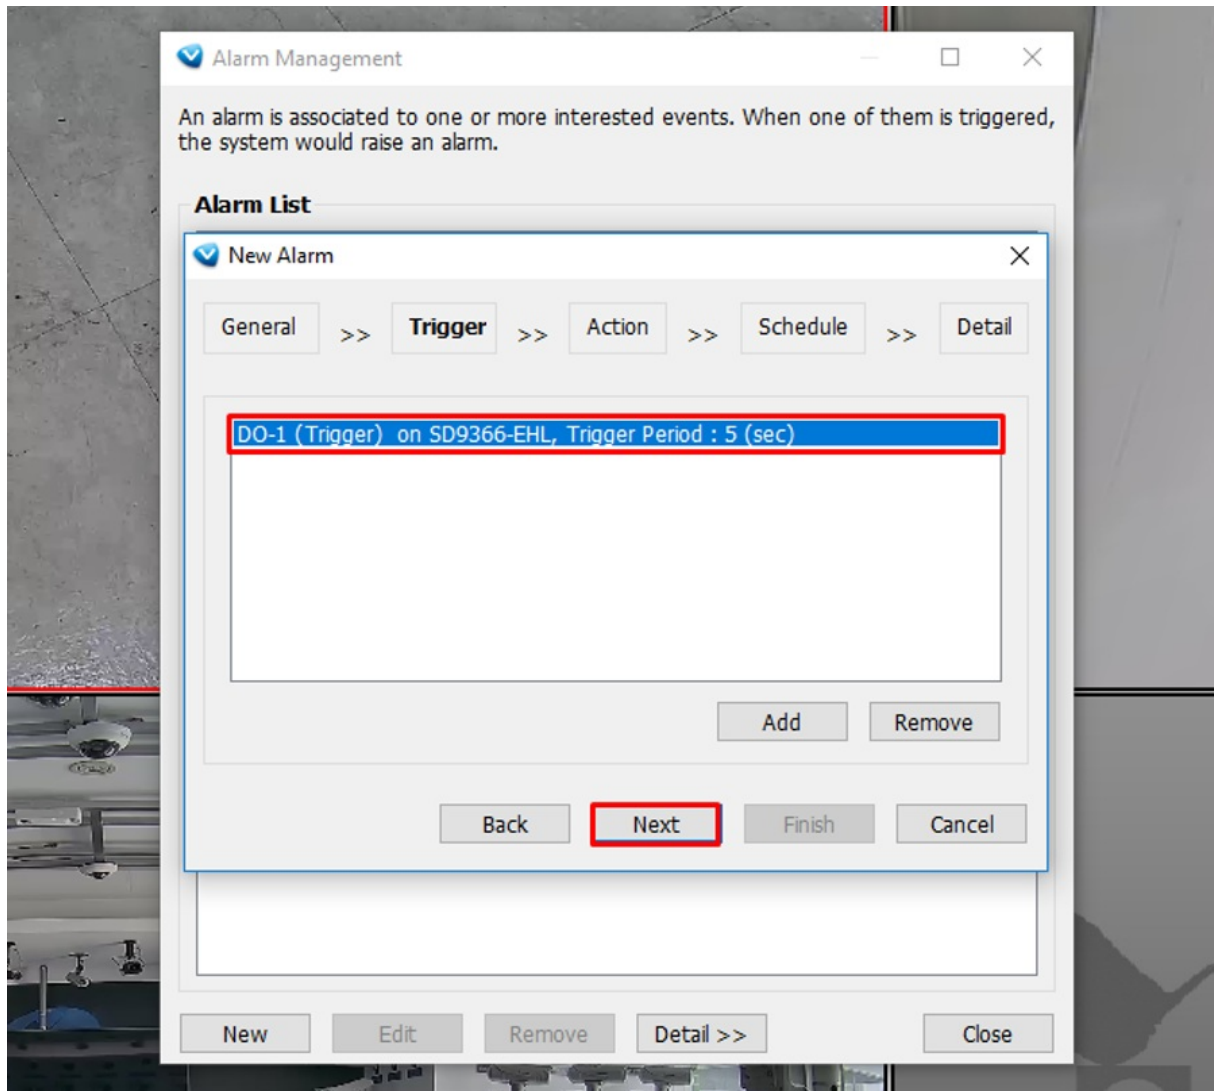 Alarm Management
An alarm is associated to one or more interested events. When one of them is triggered,
the system would raise an alarm.
Alarm List
New Alarm
General >> Trigger >> Action >> Schedule >> Detail
DO-1 (Trigger) on SD9366-EHL, Trigger Period : 5 (sec)
Add Remove
Back Next Finish Cancel
New Edit Remove Detail >> Close